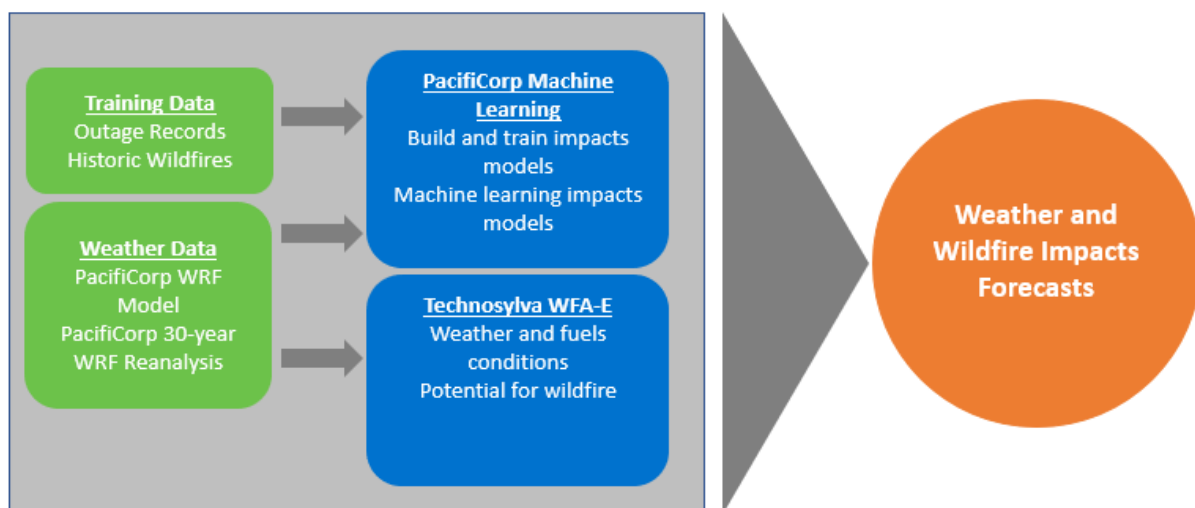 Training Data
Outage Records
Historic Wildfires
Weather Data
PacifiCorp WRF
Model
PacifiCorp 30-year
WRF Reanalysis
PacifiCorp Machine
Learning
Build and train impacts
models
Machine learning impacts
models
Technosylva WFA-E
Weather and fuels
conditions
Potential for wildfire
Weather and
Wildfire Impacts
Forecasts